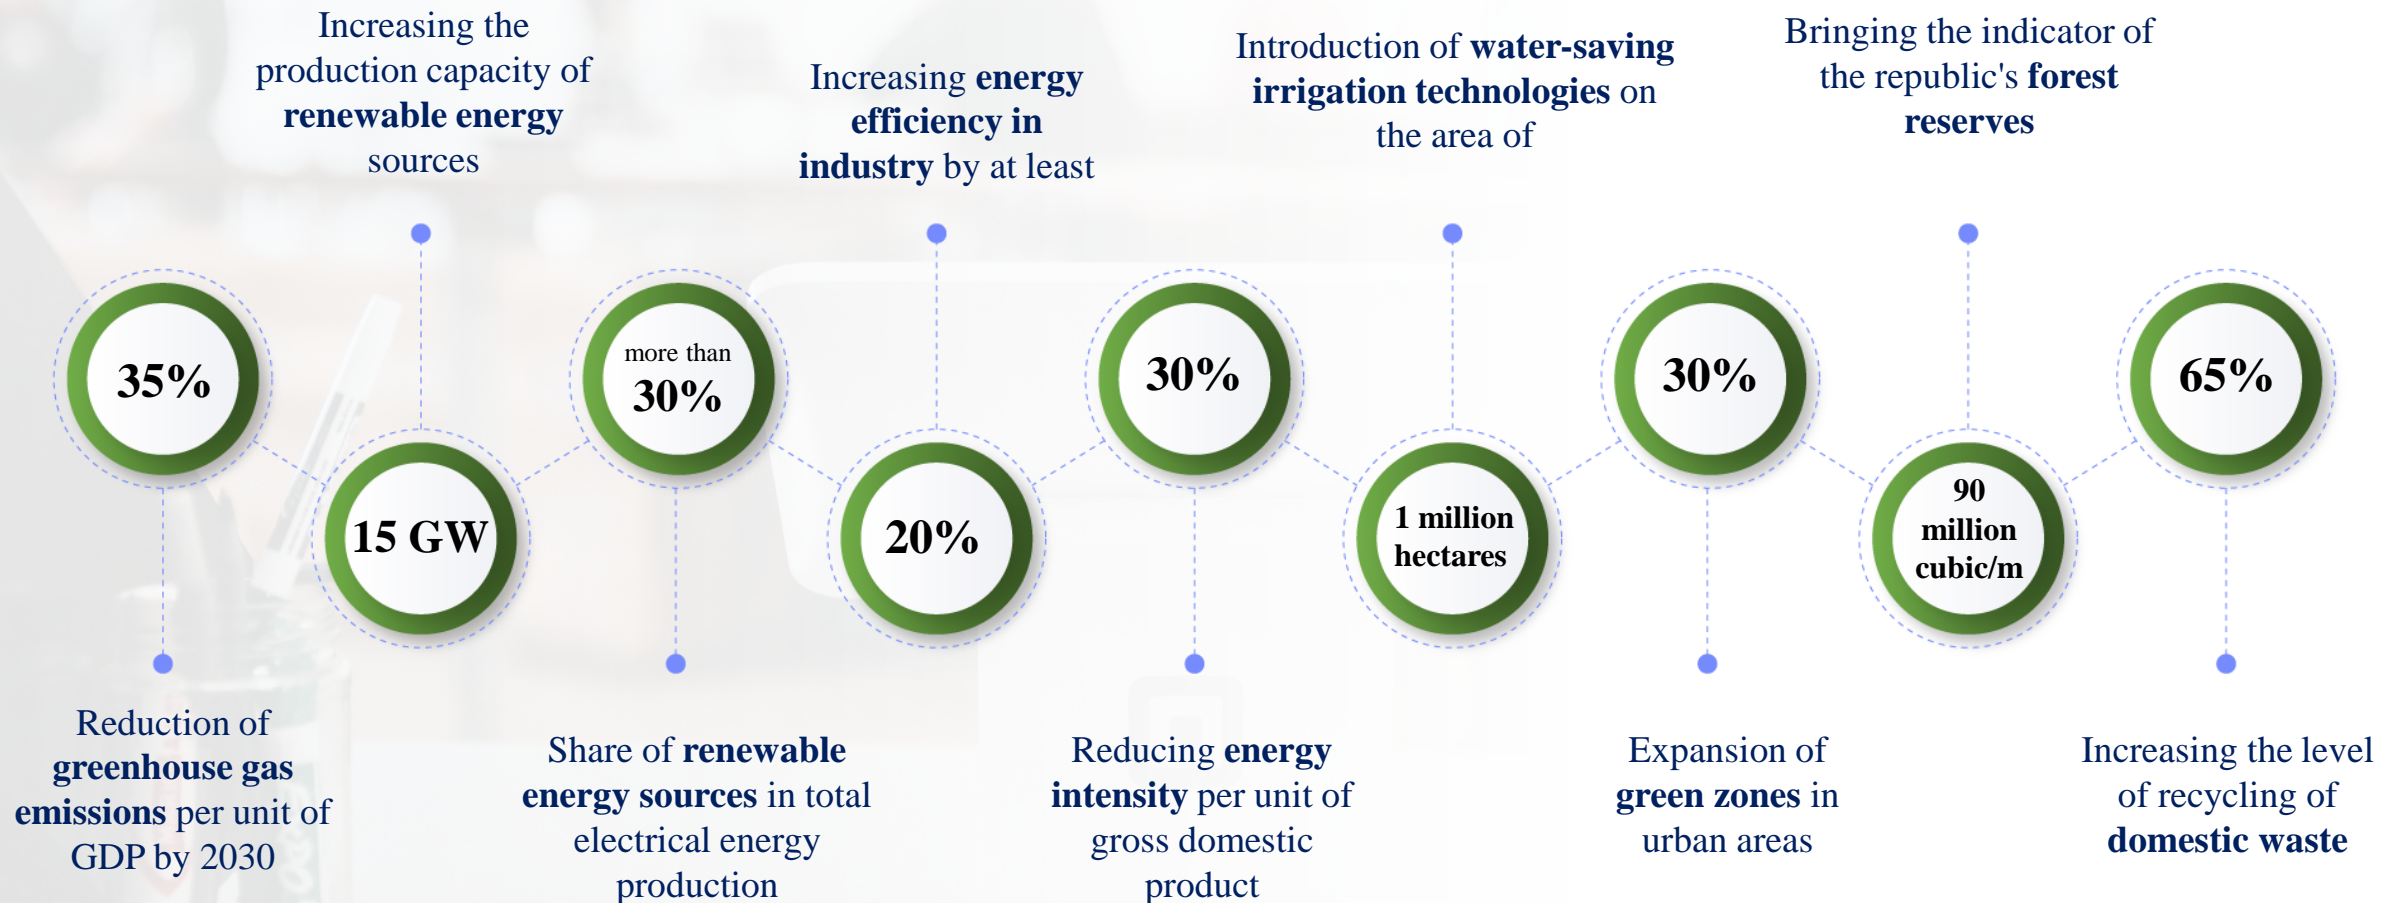 Increasing the
production capacity of
renewable energy
sources
Increasing energy
efficiency in
industry by at least
Introduction of water-saving
irrigation technologies on
the area of
Bringing the indicator of
the republic's forest
reserves
35%
15 GW
more than
30%
20%
30%
1 million
hectares
30%
90
million
cubic/m
65%
Reduction of
greenhouse gas
emissions per unit of
GDP by 2030
Share of renewable
energy sources in total
electrical energy
production
Reducing energy
intensity per unit of
gross domestic
product
Expansion of
green zones in
urban areas
Increasing the level
of recycling of
domestic waste